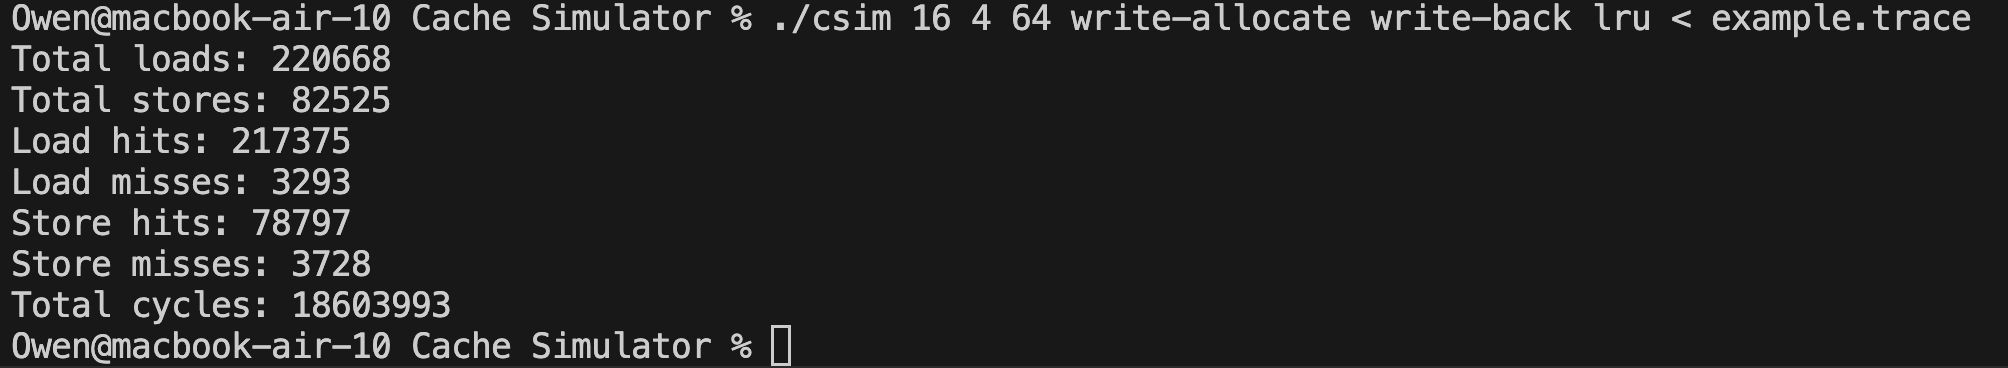 Owen@macbook-air-10 Cache Simulator % ./csim 16 4 64 write-allocate write-back lru < example.trace
Total loads: 220668
Total stores: 82525
Load hits: 217375
Load misses: 3293
Store hits: 78797
Store misses: 3728
Total cycles: 18603993
Owen@macbook-air-10 Cache Simulator %